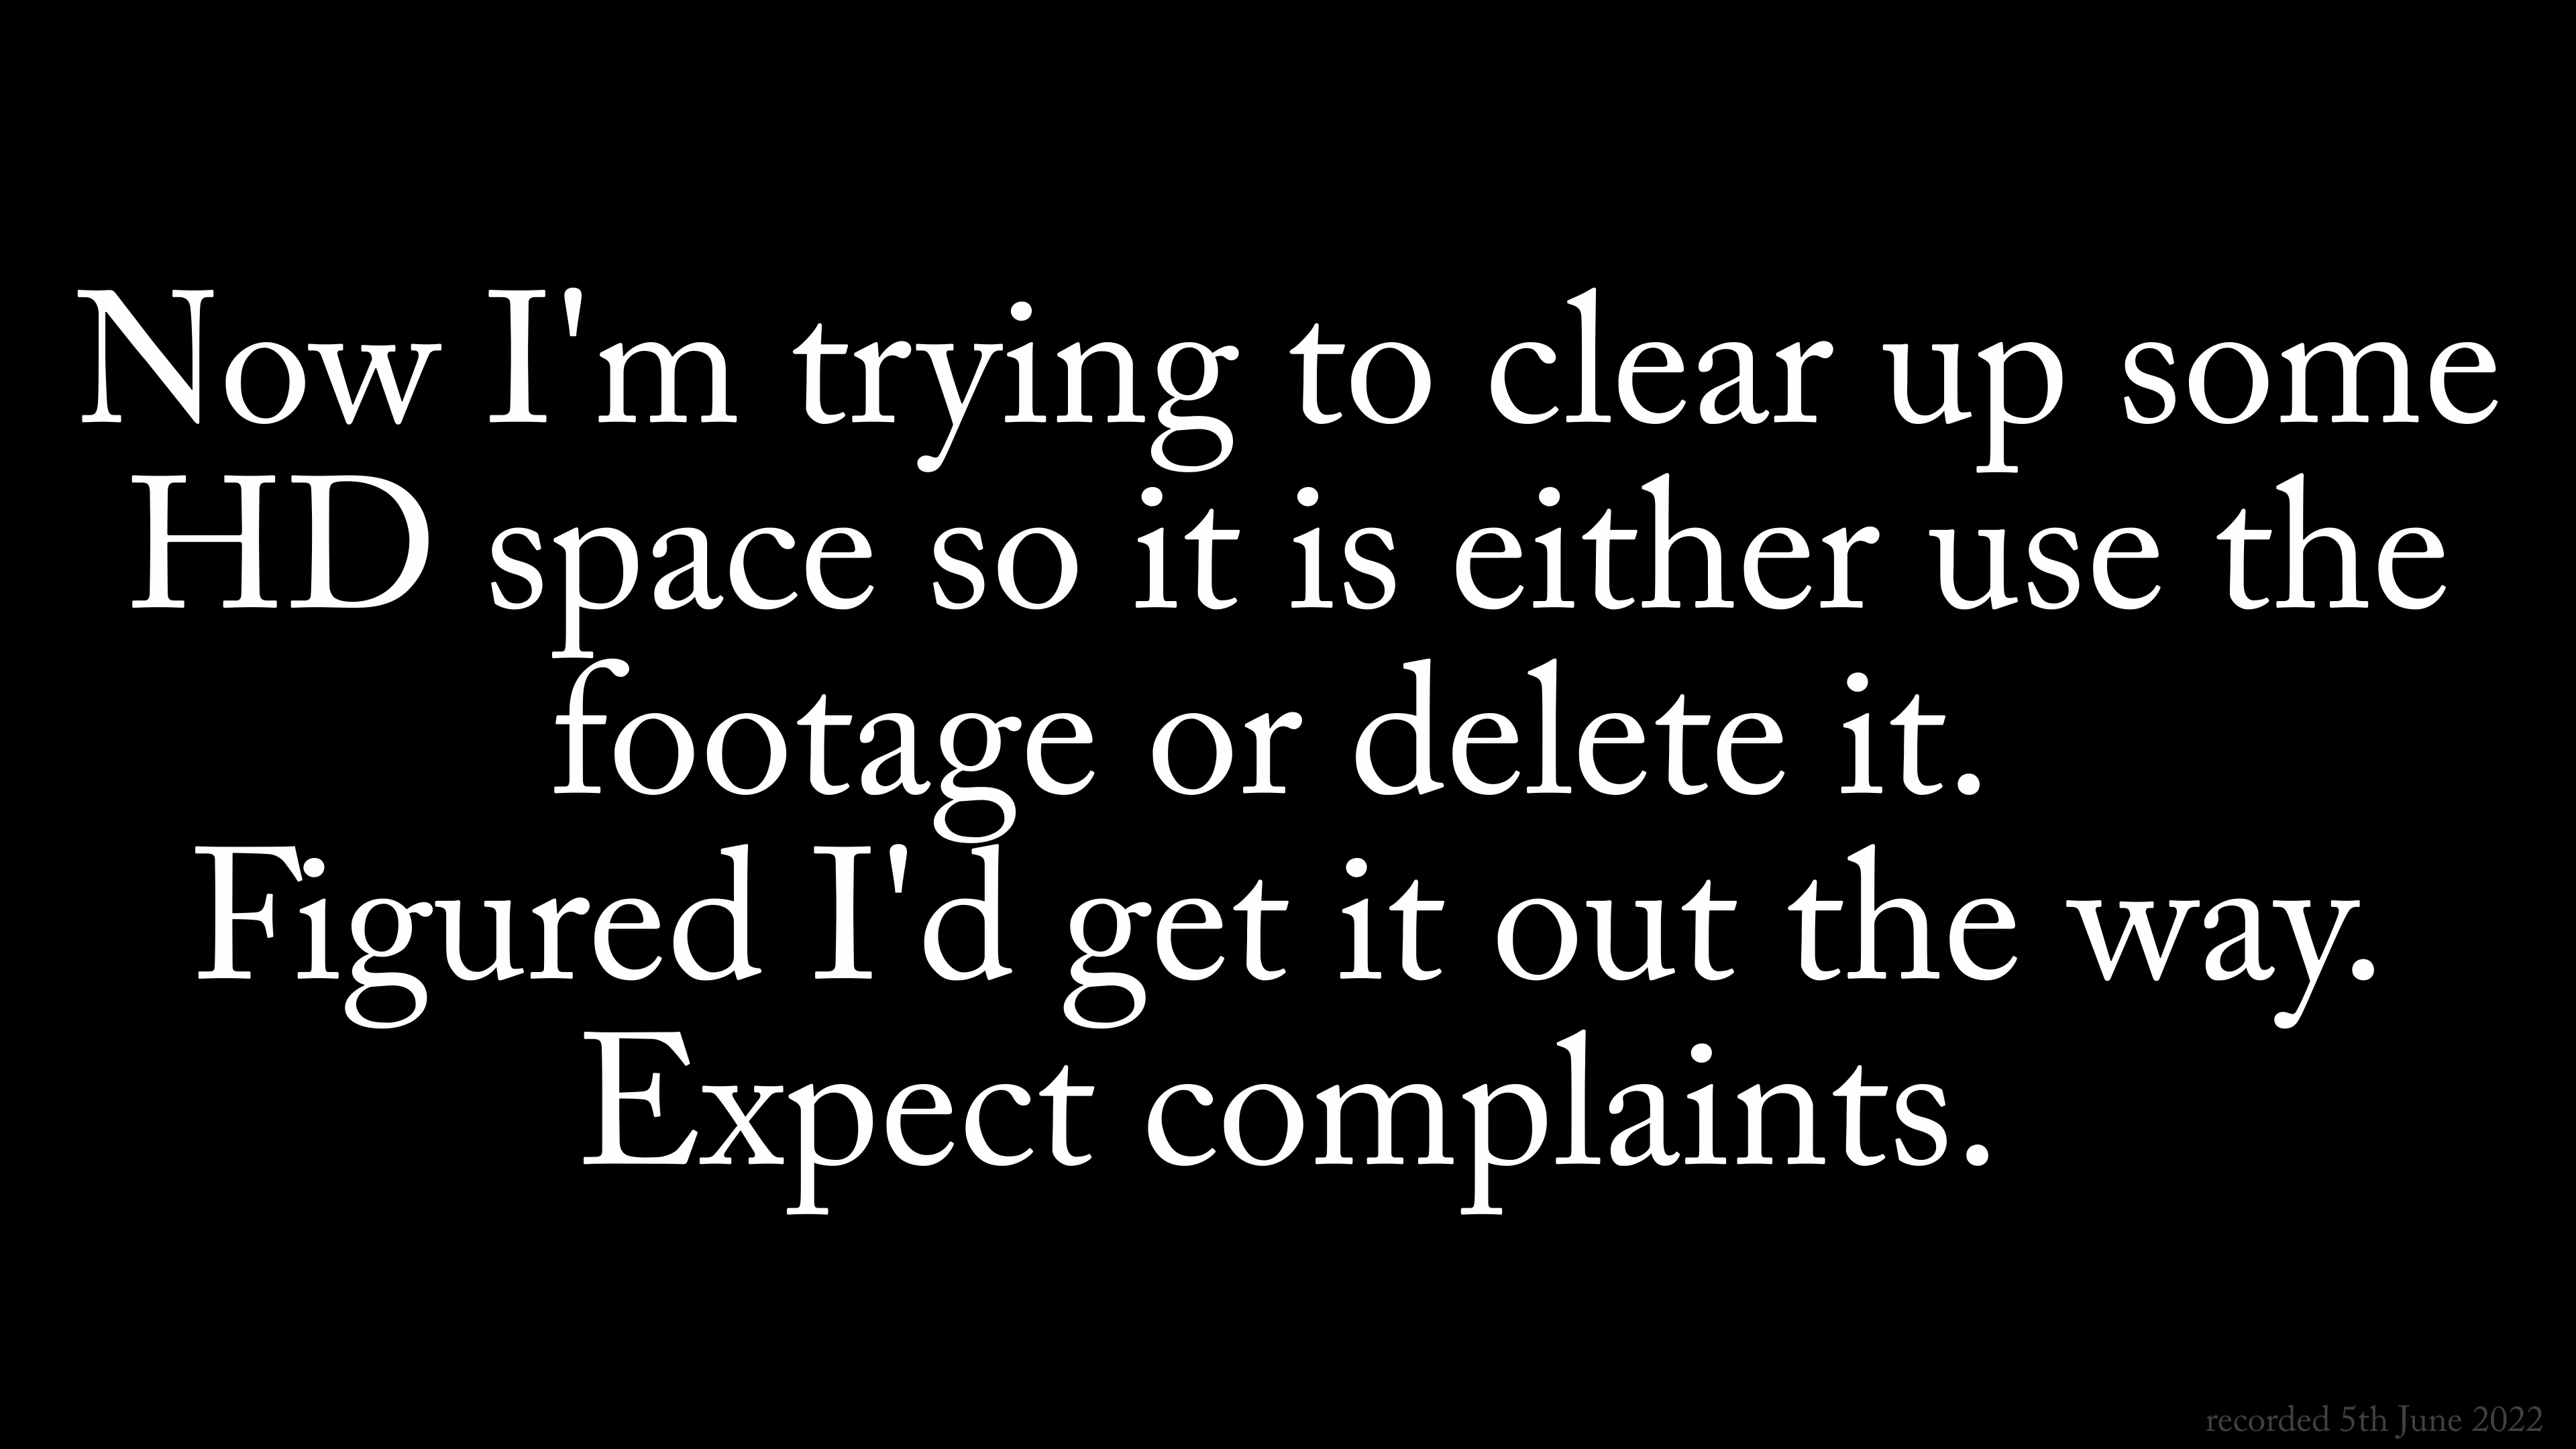 Now I'm trying to clear up some
HD space so it is either use the
footage or delete it.
Figured I'd get it out the way.
Expect complaints.
recorded 5th June 2022